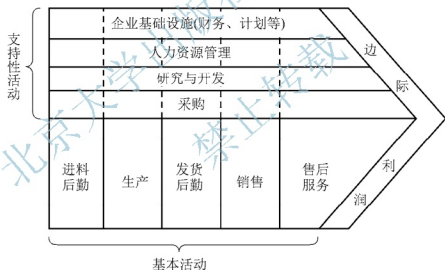 企业基础设施(财务、计划等)
人力资源管理
研究与开发
采购
支持性活动
边际
利润
进料
后勤
生产
发货
后勤
销售
售后
服务
基本活动
北京大学出版社
禁止转载